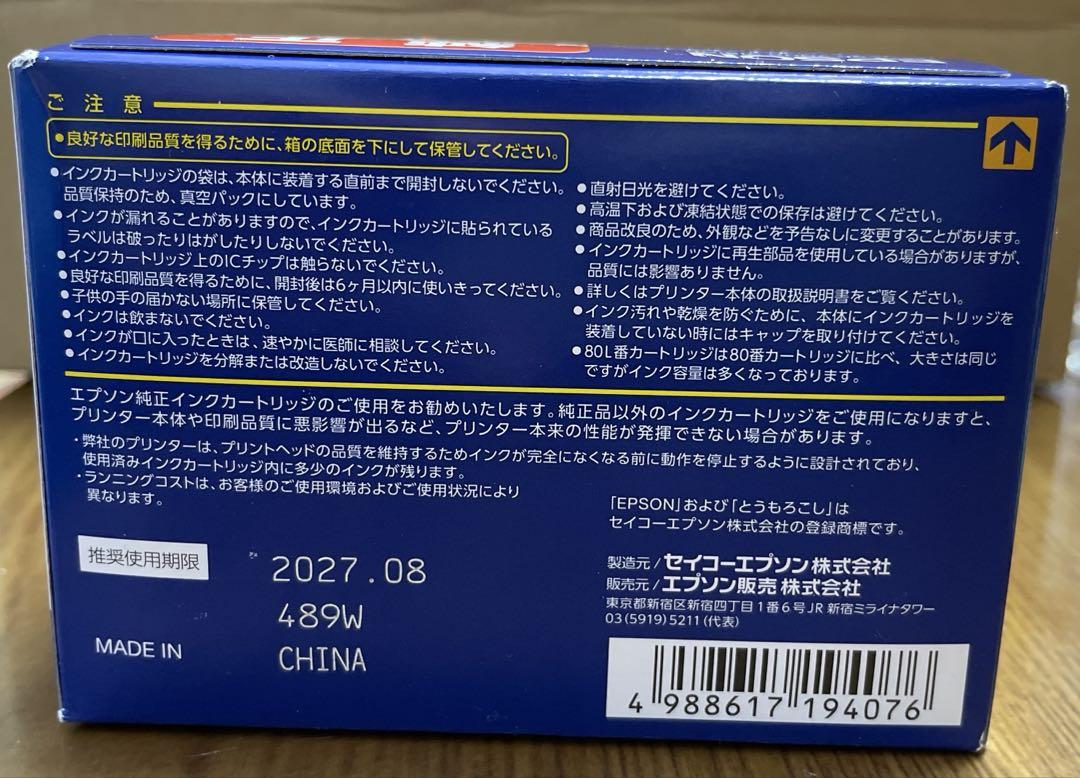 ご注意
●良好な印刷品質を得るために、箱の底面を下にして保管してください。
●インクカートリッジの袋は、本体に装着する直前まで開封しないでください。
品質保持のため、真空パックにしています。
●インクが漏れることがありますので、インクカートリッジに貼られている
ラベルは破ったりはがしたりしないでください。
●インクカートリッジ上のICチップは触らないでください。
●良好な印刷品質を得るために、開封後は6ヶ月以内に使いきってください。
●子供の手の届かない場所に保管してください。
●インクは飲まないでください。
●インクが口に入ったときは、速やかに医師に相談してください。
●インクカートリッジを分解または改造しないでください。
●直射日光を避けてください。
●高温下および凍結状態での保存は避けてください。
●商品改良のため、外観などを予告なしに変更することがあります。
●インクカートリッジに再生部品を使用している場合がありますが、
品質には影響ありません。
●詳しくはプリンター本体の取扱説明書をご覧ください。
●インク汚れや乾燥を防ぐために、本体にインクカートリッジを
装着していない時にはキャップを取り付けてください。
●80L番カートリッジは80番カートリッジに比べ、大きさは同じ
ですがインク容量は多くなっております。
エプソン純正インクカートリッジのご使用をお勧めいたします。純正品以外のインクカートリッジをご使用になりますと、
プリンター本体や印刷品質に悪影響が出るなど、プリンター本来の性能が発揮できない場合があります。
・弊社のプリンターは、プリントヘッドの品質を維持するためインクが完全になくなる前に動作を停止するように設計されており、
使用済みインクカートリッジ内に多少のインクが残ります。
・ランニングコストは、お客様のご使用環境およびご使用状況により
異なります。
「EPSON」および「とうもろこし」は
セイコーエプソン株式会社の登録商標です。
推奨使用期限
2027.08
489W
MADE IN
CHINA
製造元/セイコーエプソン株式会社
販売元/エプソン販売株式会社
東京都新宿区新宿四丁目1番6号JR新宿ミライナタワー
03(5919)5211(代表)
4 988617 194076